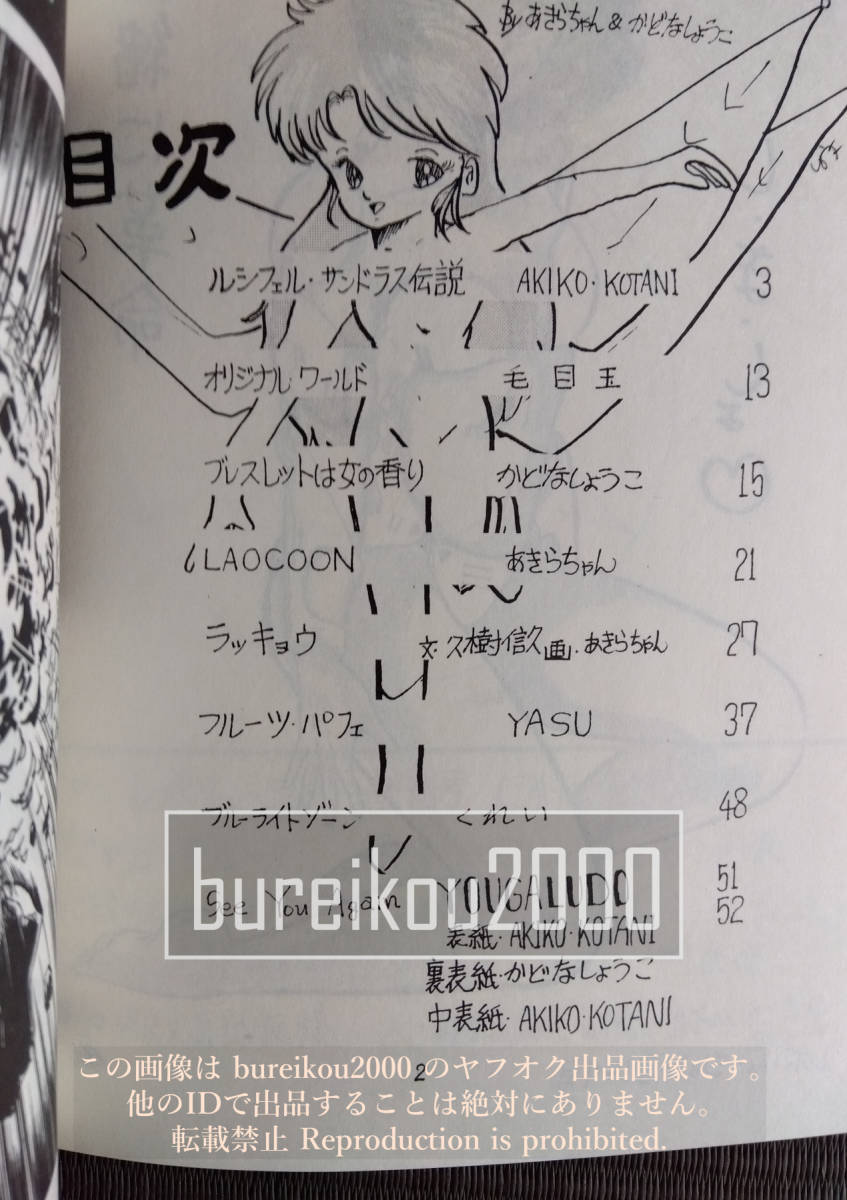 By あきらちゃん & かどなしょうこ
目次
ルシフェル・サンドラス伝説 AKIKO・KOTANI 3
オリジナル・ワールド 毛目玉 13
ブレスレットは女の香り かどなしょうこ 15
LAOCOON あきらちゃん 21
ラッキョウ 文・久樹信久 画・あきらちゃん 27
フルーツ・パフェ YASU 37
ブルーライトゾーン くれい 48
See You Again YOUGALUDO 51
52
表紙・AKIKO・KOTANI
裏表紙・かどなしょうこ
中表紙・AKIKO・KOTANI
2
bureikou2000
この画像は bureikou2000 のヤフオク出品画像です。
他のIDで出品することは絶対にありません。
転載禁止 Reproduction is prohibited.